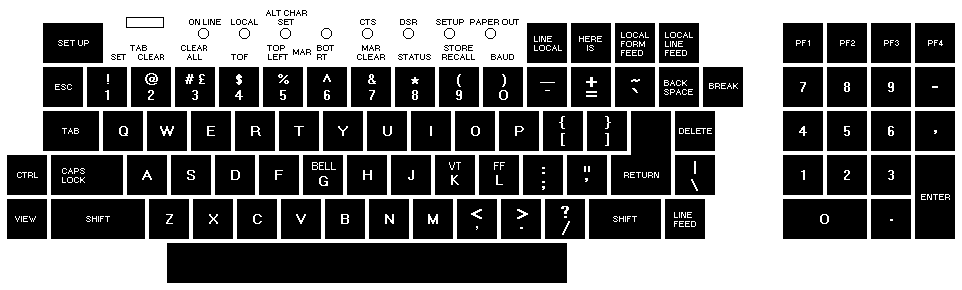 ON LINE LOCAL ALT CHAR SET CTS DSR SETUP PAPER OUT
SET UP
SET TAB CLEAR CLEAR ALL TOF TOP LEFT MAR BOT RT MAR CLEAR STATUS STORE RECALL BAUD
LINE LOCAL HERE IS LOCAL FORM FEED LOCAL LINE FEED PF1 PF2 PF3 PF4
ESC ! 1 @ 2 # £ 3 $ 4 % 5 ^ 6 & 7 * 8 ( 9 ) 0 — - + = ~ ` BACK SPACE BREAK 7 8 9 -
TAB Q W E R T Y U I O P { [ } ] DELETE 4 5 6 ,
CTRL CAPS LOCK A S D F BELL G H J VT K FF L : ; " ' RETURN | \ 1 2 3 ENTER
VIEW SHIFT Z X C V B N M < , > . ? / SHIFT LINE FEED 0 .